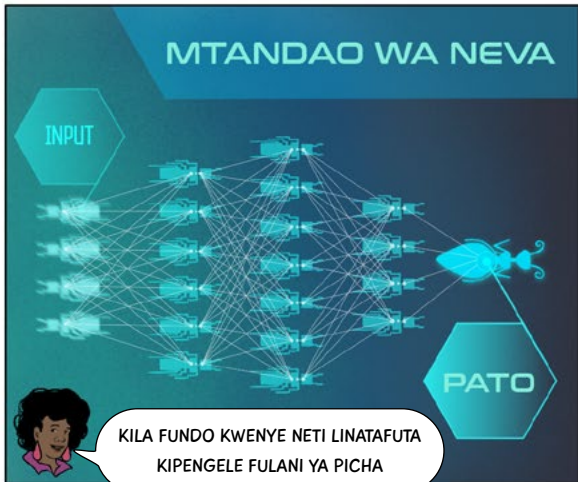 MTANDAO WA NEVA
INPUT
PATO
KILA FUNDO KWENYE NETI LINATAFUTA
KIPENGELE FULANI YA PICHA